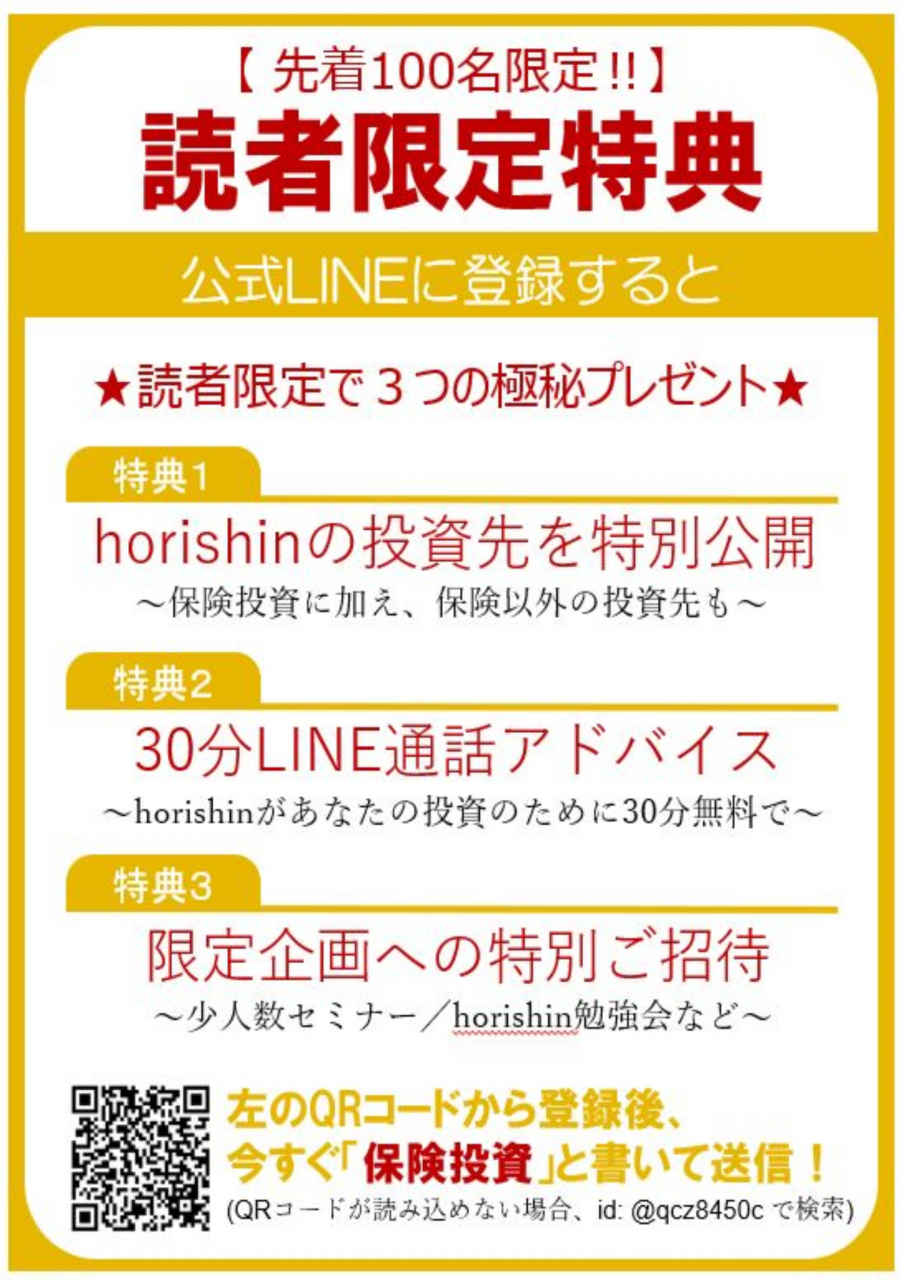 【 先着100名限定!!】
読者限定特典
公式LINEに登録すると
★読者限定で３つの極秘プレゼント★
特典1
horishinの投資先を特別公開
～保険投資に加え、保険以外の投資先も～
特典2
30分LINE通話アドバイス
～horishinがあなたの投資のために30分無料で～
特典3
限定企画への特別ご招待
～少人数セミナー／horishin勉強会など～
左のQRコードから登録後、
今すぐ「保険投資」と書いて送信！
(QRコードが読み込めない場合、id: @qcz8450c で検索)